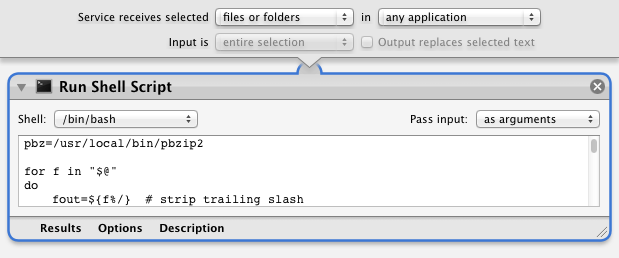 Service receives selected files or folders in any application
Input is entire selection Output replaces selected text
Run Shell Script
Shell: /bin/bash Pass input: as arguments
pbz=/usr/local/bin/pbzip2
for f in "$@"
do
    fout=${f%/}  # strip trailing slash
Results Options Description